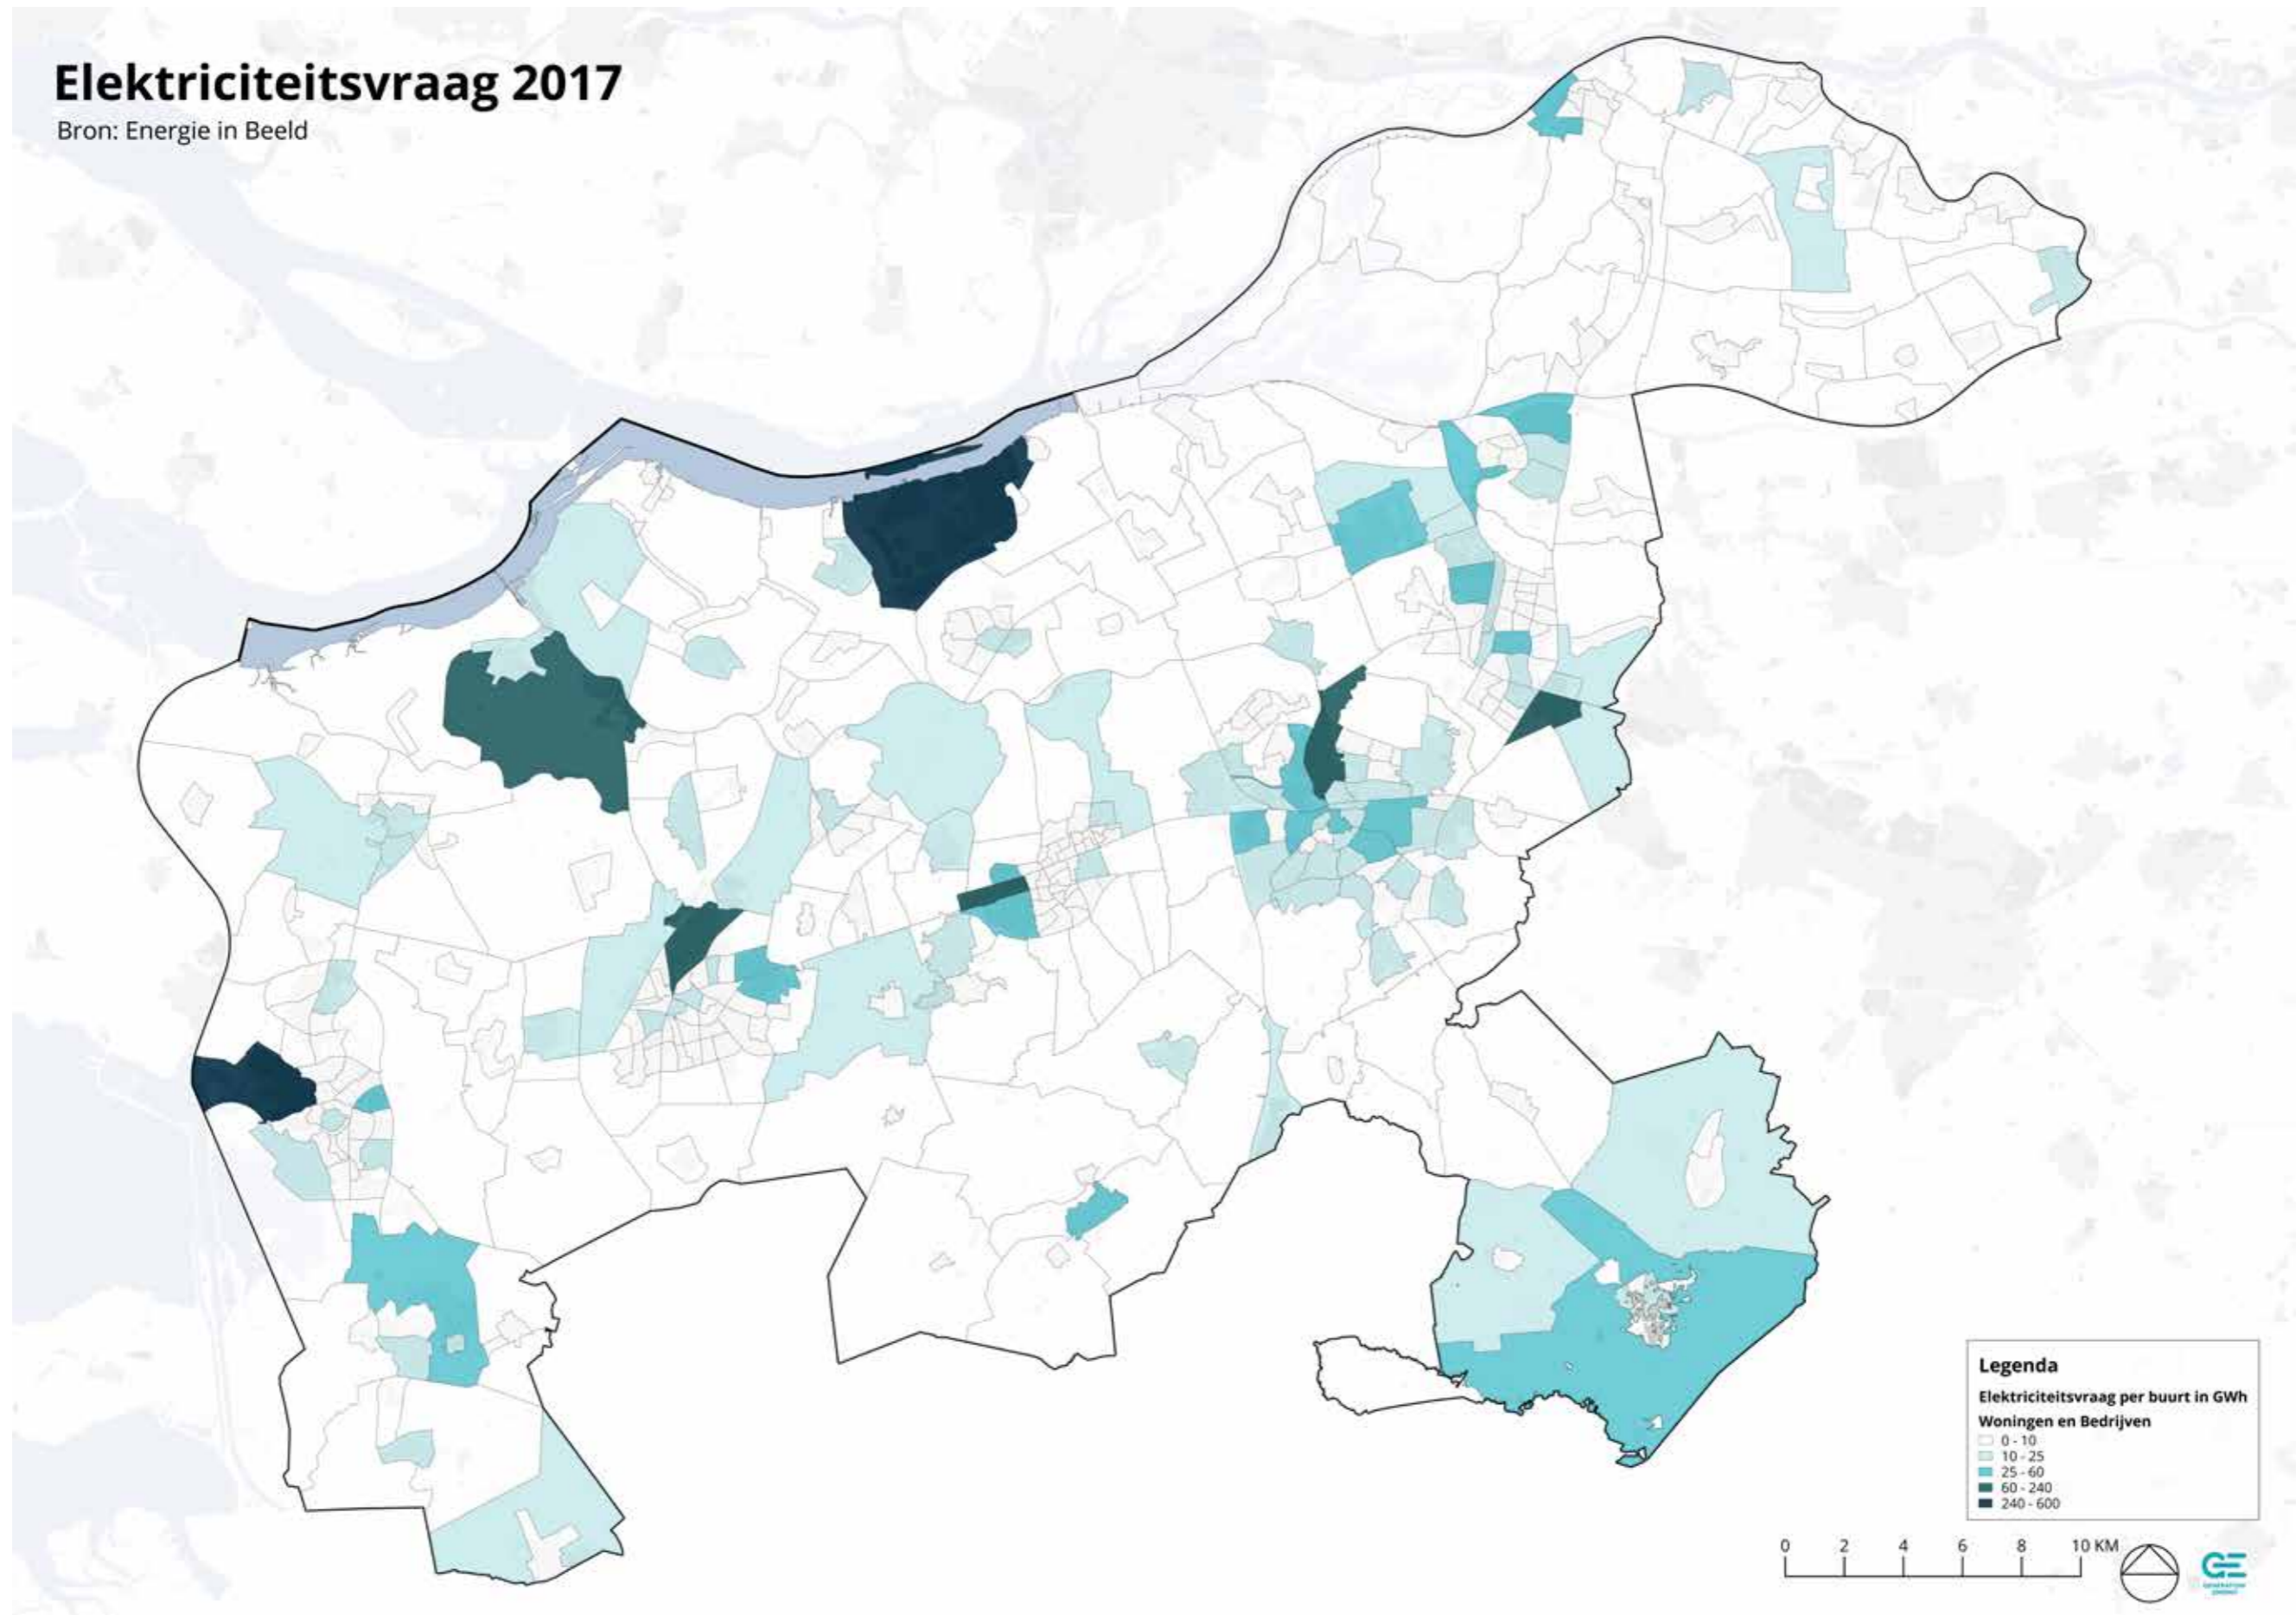 Elektriciteitsvraag 2017
Bron: Energie in Beeld
Legenda
Elektriciteitsvraag per buurt in GWh
Woningen en Bedrijven
0 - 10
10 - 25
25 - 60
60 - 240
240 - 600
0 2 4 6 8 10 KM
GE